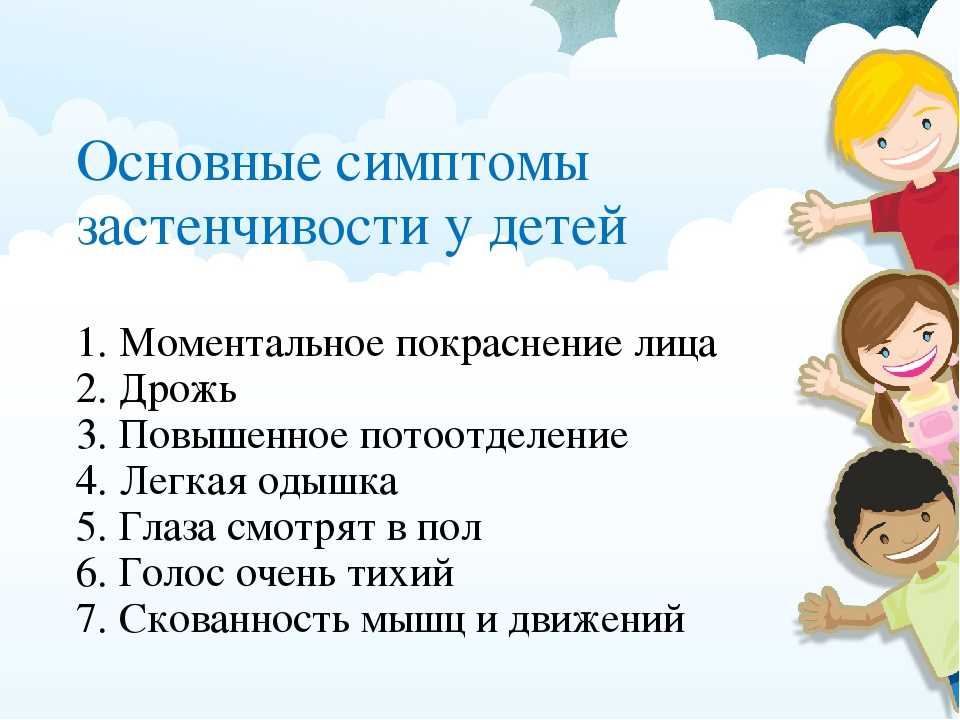 Основные симптомы
застенчивости у детей
1. Моментальное покраснение лица
2. Дрожь
3. Повышенное потоотделение
4. Легкая одышка
5. Глаза смотрят в пол
6. Голос очень тихий
7. Скованность мышц и движений